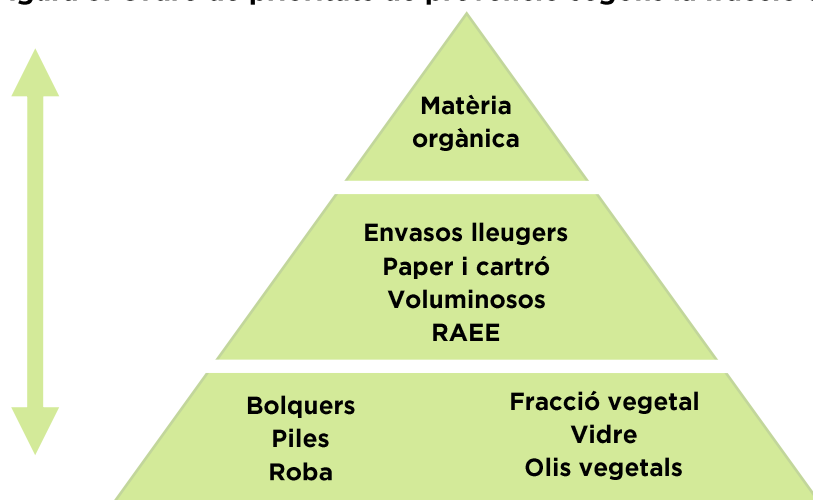 Matèria
orgànica
Envasos lleugers
Paper i cartró
Voluminosos
RAEE
Bolquers
Piles
Roba
Fracció vegetal
Vidre
Olis vegetals